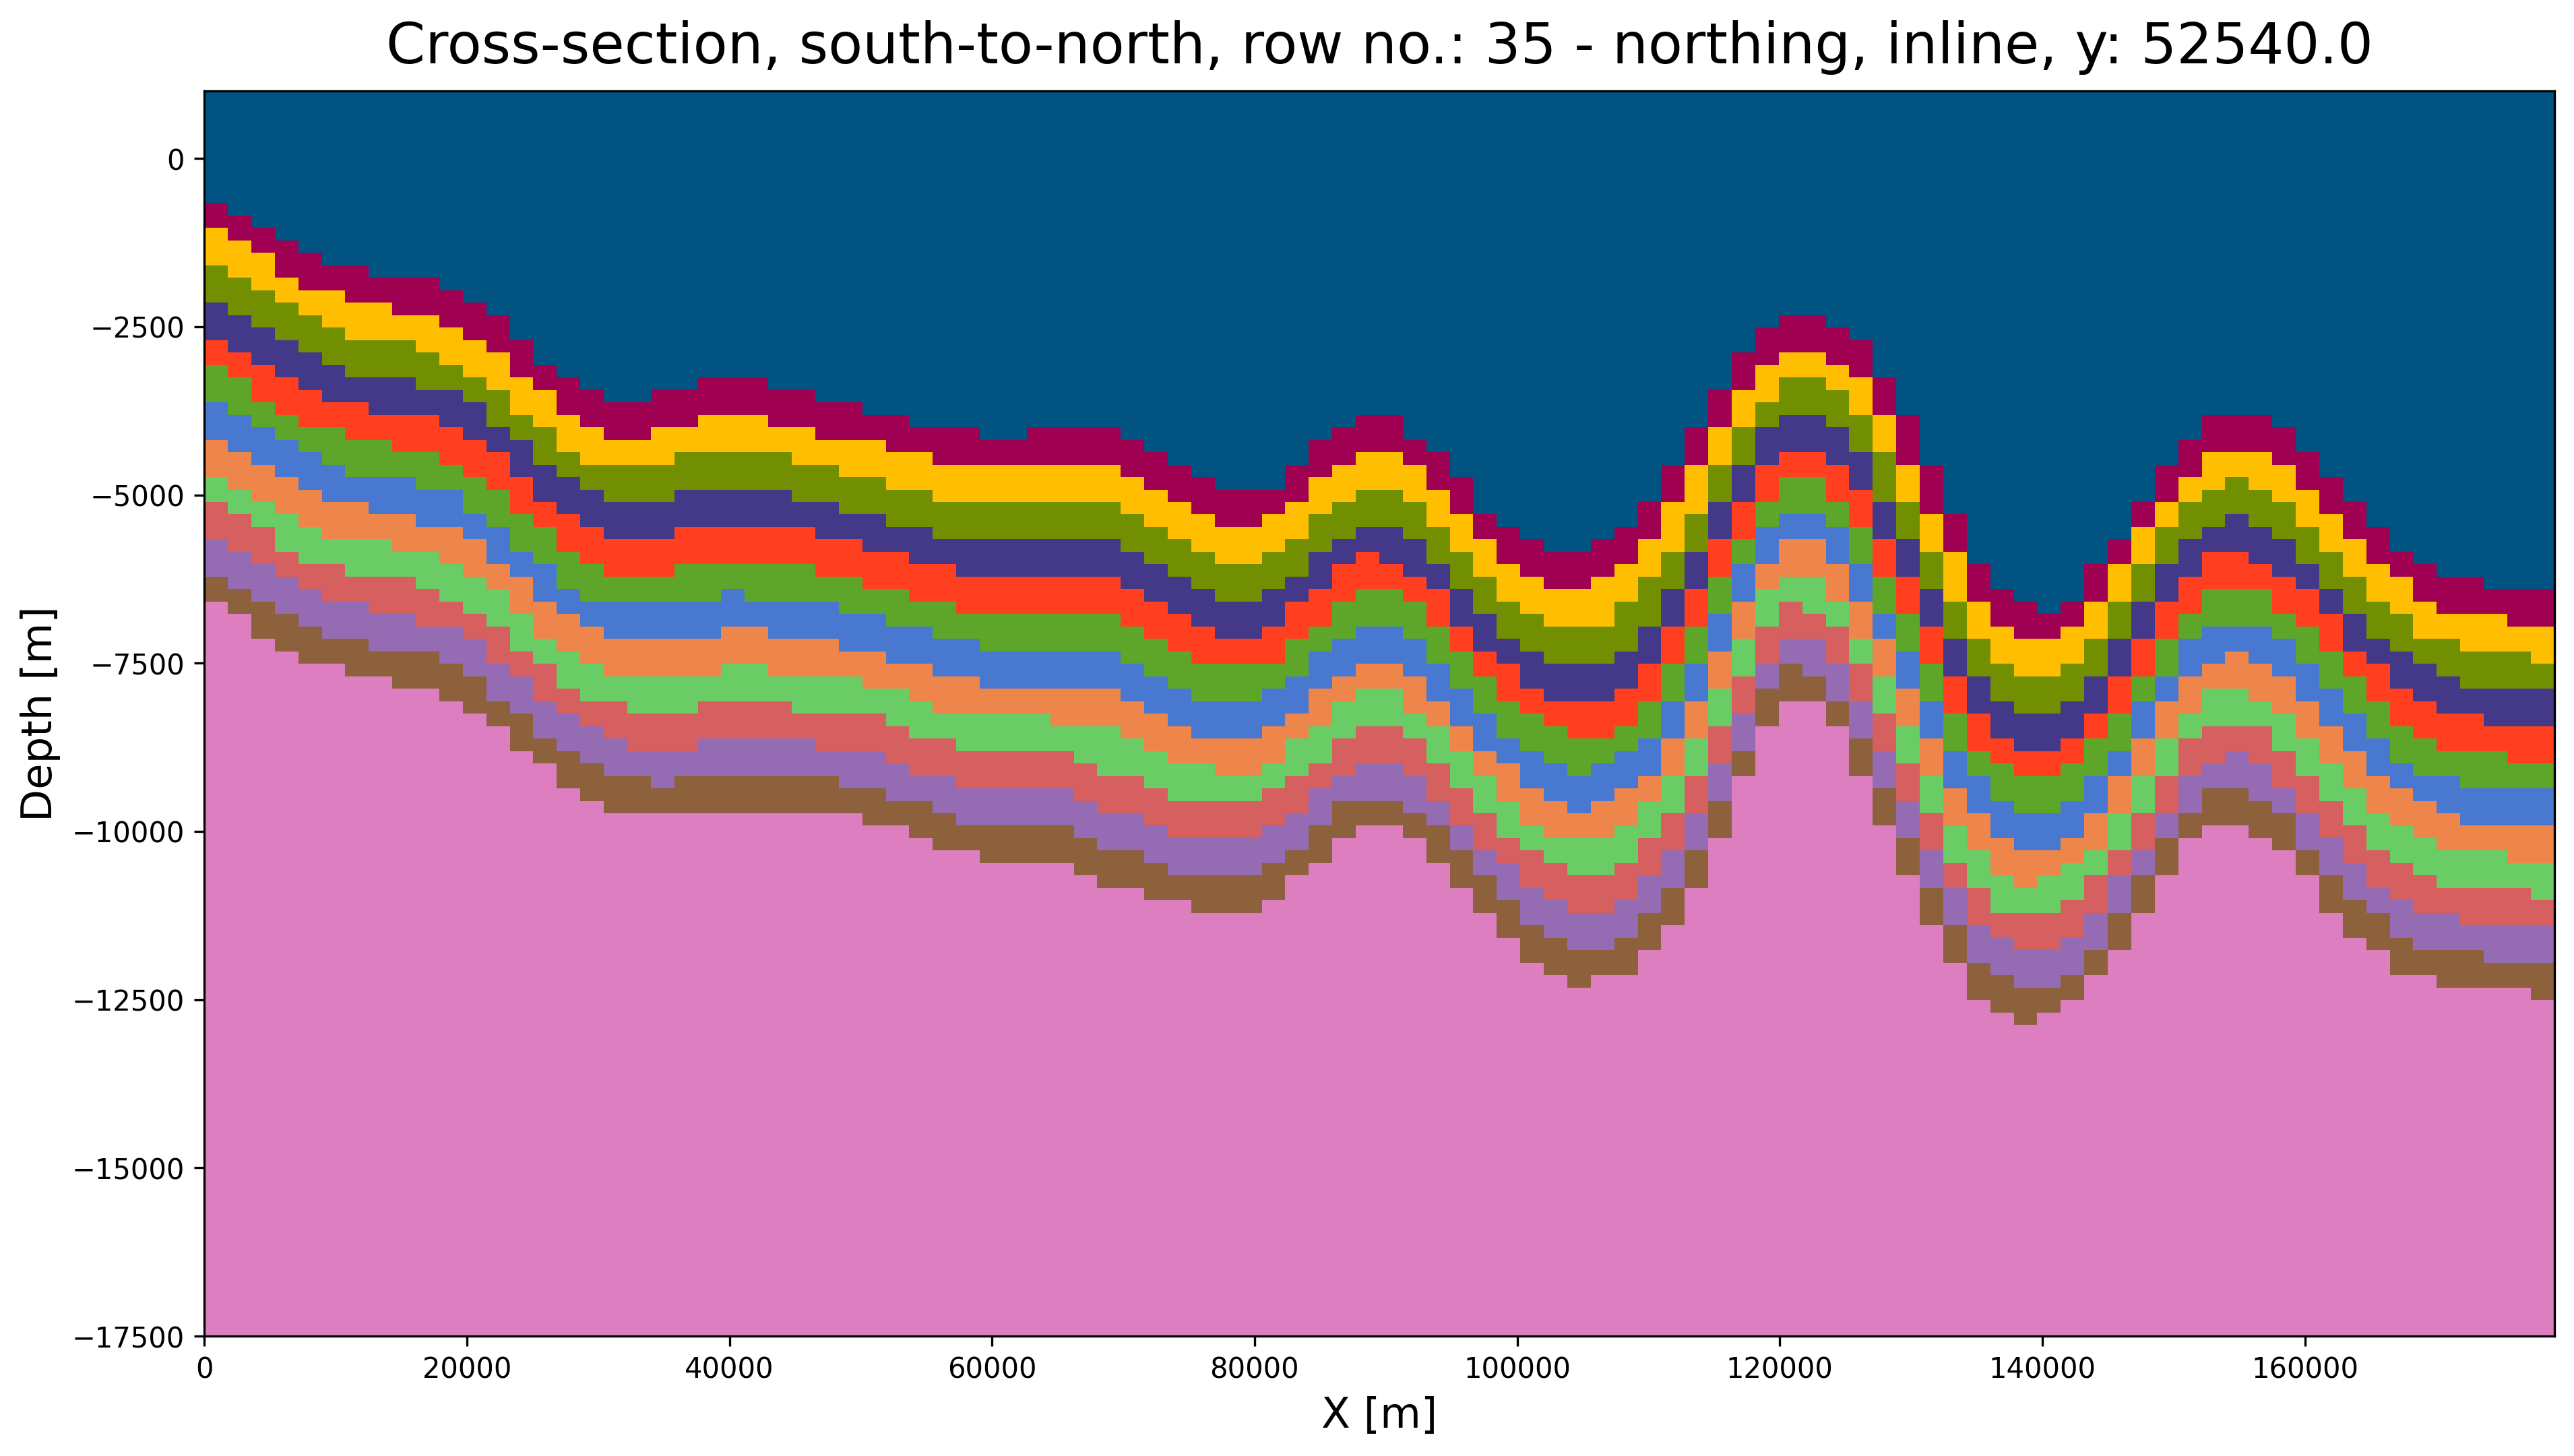 Cross-section, south-to-north, row no.: 35 - northing, inline, y: 52540.0
0
−2500
−5000
−7500
−10000
−12500
−15000
−17500
Depth [m]
0 20000 40000 60000 80000 100000 120000 140000 160000
X [m]